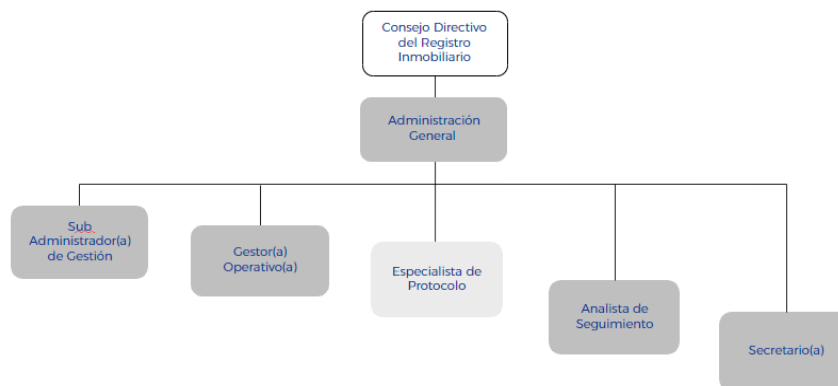 Consejo Directivo
del Registro
Inmobiliario
Administración
General
Sub
Administrador(a)
de Gestión
Gestor(a)
Operativo(a)
Especialista de
Protocolo
Analista de
Seguimiento
Secretario(a)